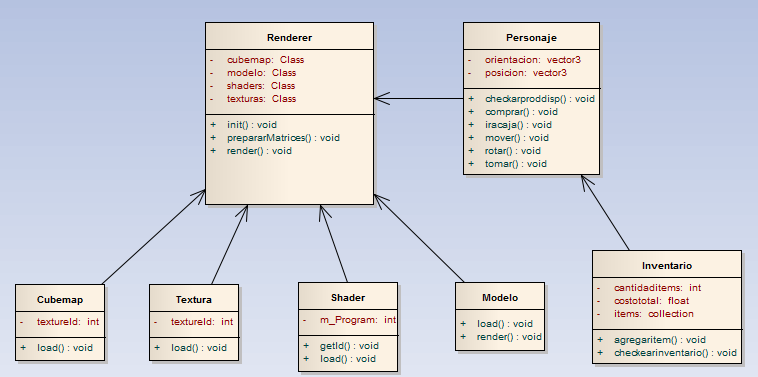 Renderer
- cubemap: Class
- modelo: Class
- shaders: Class
- texturas: Class
+ init() : void
+ prepararMatrices() : void
+ render() : void
Personaje
- orientacion: vector3
- posicion: vector3
+ checkarproddisp() : void
+ comprar() : void
+ iracaja() : void
+ mover() : void
+ rotar() : void
+ tomar() : void
Cubemap
- textureId: int
+ load() : void
Textura
- textureId: int
+ load() : void
Shader
- m_Program: int
+ getId() : void
+ load() : void
Modelo
+ load() : void
+ render() : void
Inventario
- cantidaditems: int
- costototal: float
- items: collection
+ agregaritem() : void
+ checkearinventario() : void